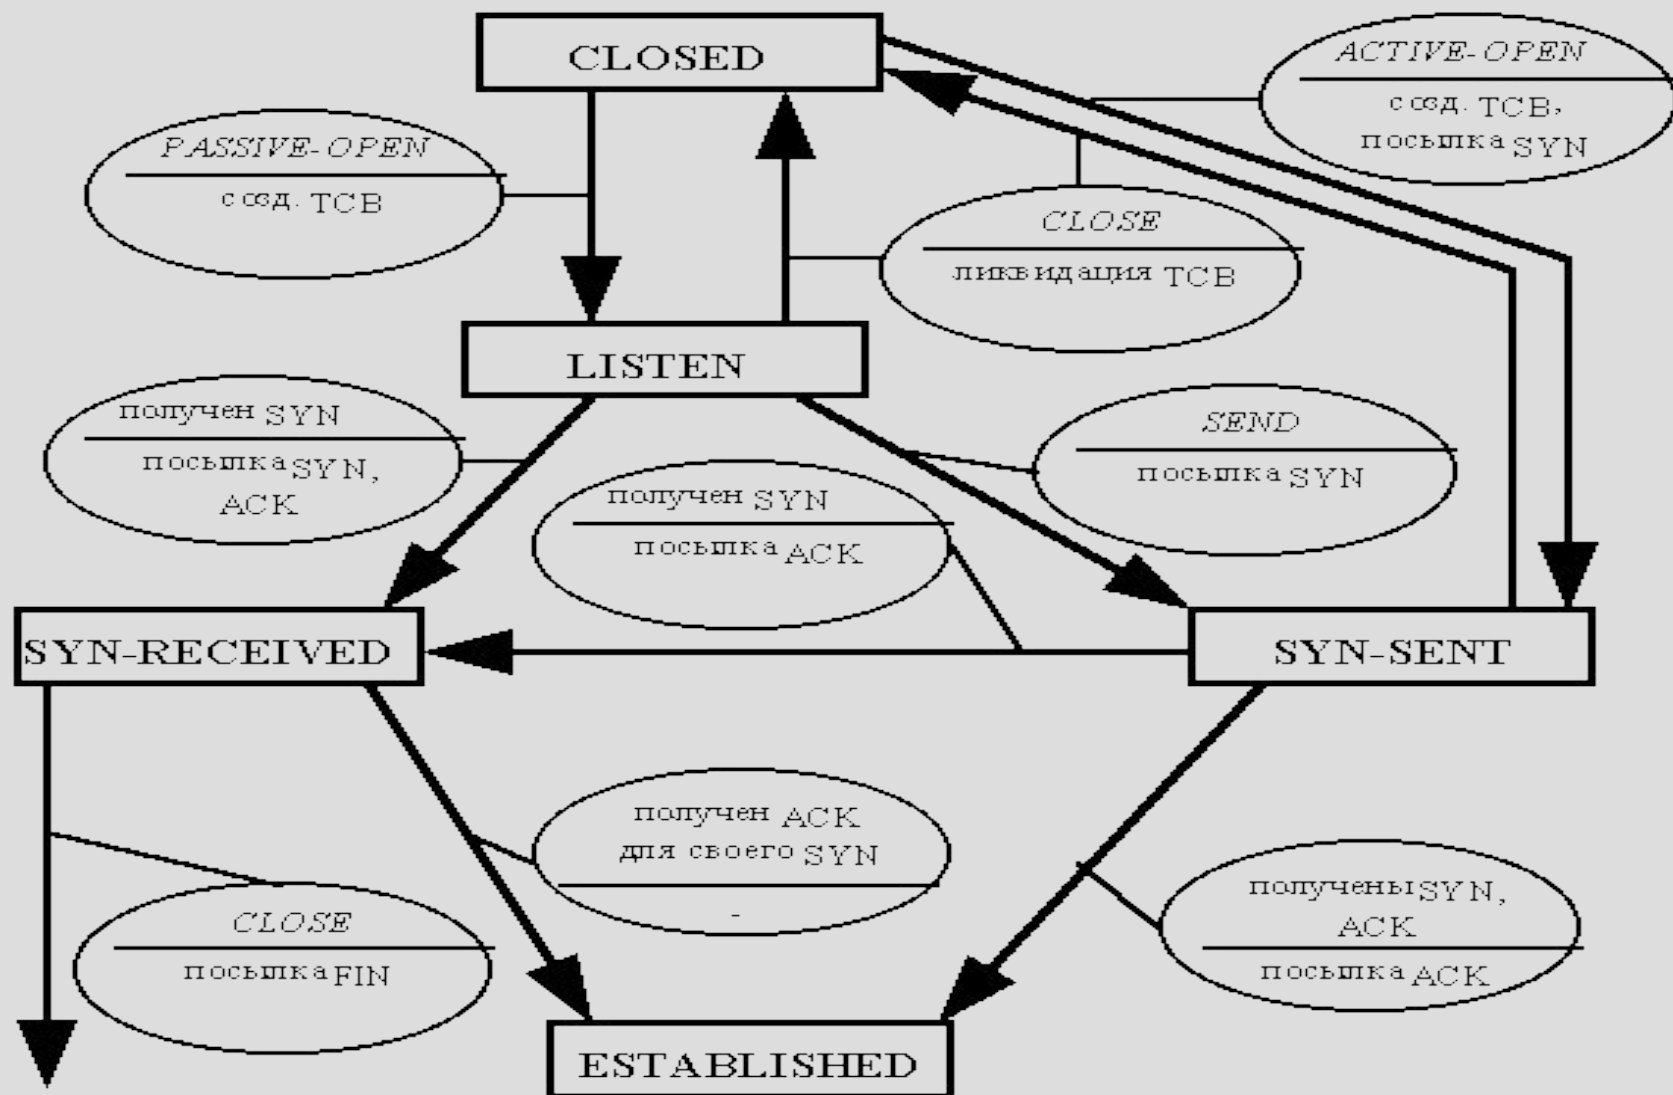 CLOSED
ACTIVE-OPEN
созд. TCB,
посылка SYN
PASSIVE-OPEN
созд. TCB
CLOSE
ликвидация TCB
LISTEN
получен SYN
посылка SYN,
ACK
SEND
посылка SYN
получен SYN
посылка ACK
SYN-RECEIVED
SYN-SENT
получен ACK
для своего SYN
-
CLOSE
посылка FIN
получены SYN,
ACK
посылка ACK
ESTABLISHED